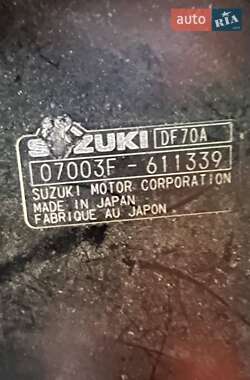 auto RIA
SUZUKI DF70A
07003F - 611339
SUZUKI MOTOR CORPORATION
MADE IN JAPAN
FABRIQUE AU JAPON